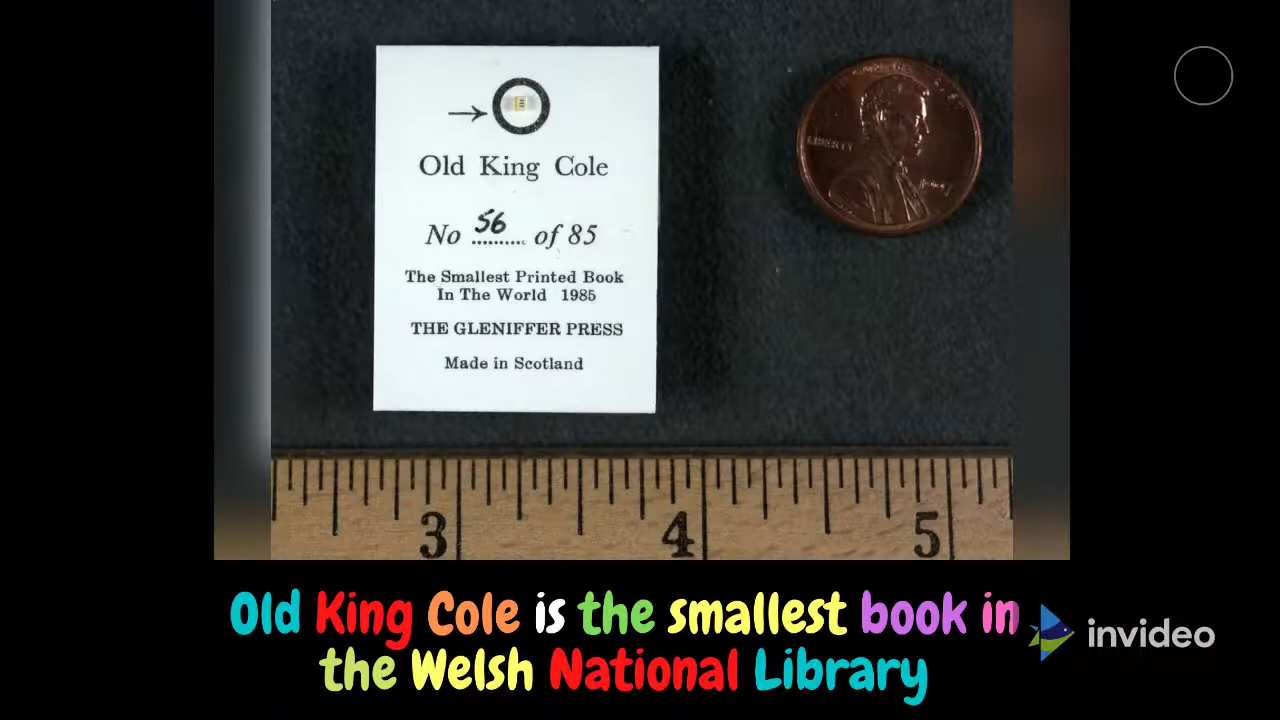 Old King Cole
No 56 of 85
The Smallest Printed Book
In The World 1985
THE GLENIFFER PRESS
Made in Scotland
LIBERTY
3 4 5
Old King Cole is the smallest book in
the Welsh National Library
invideo